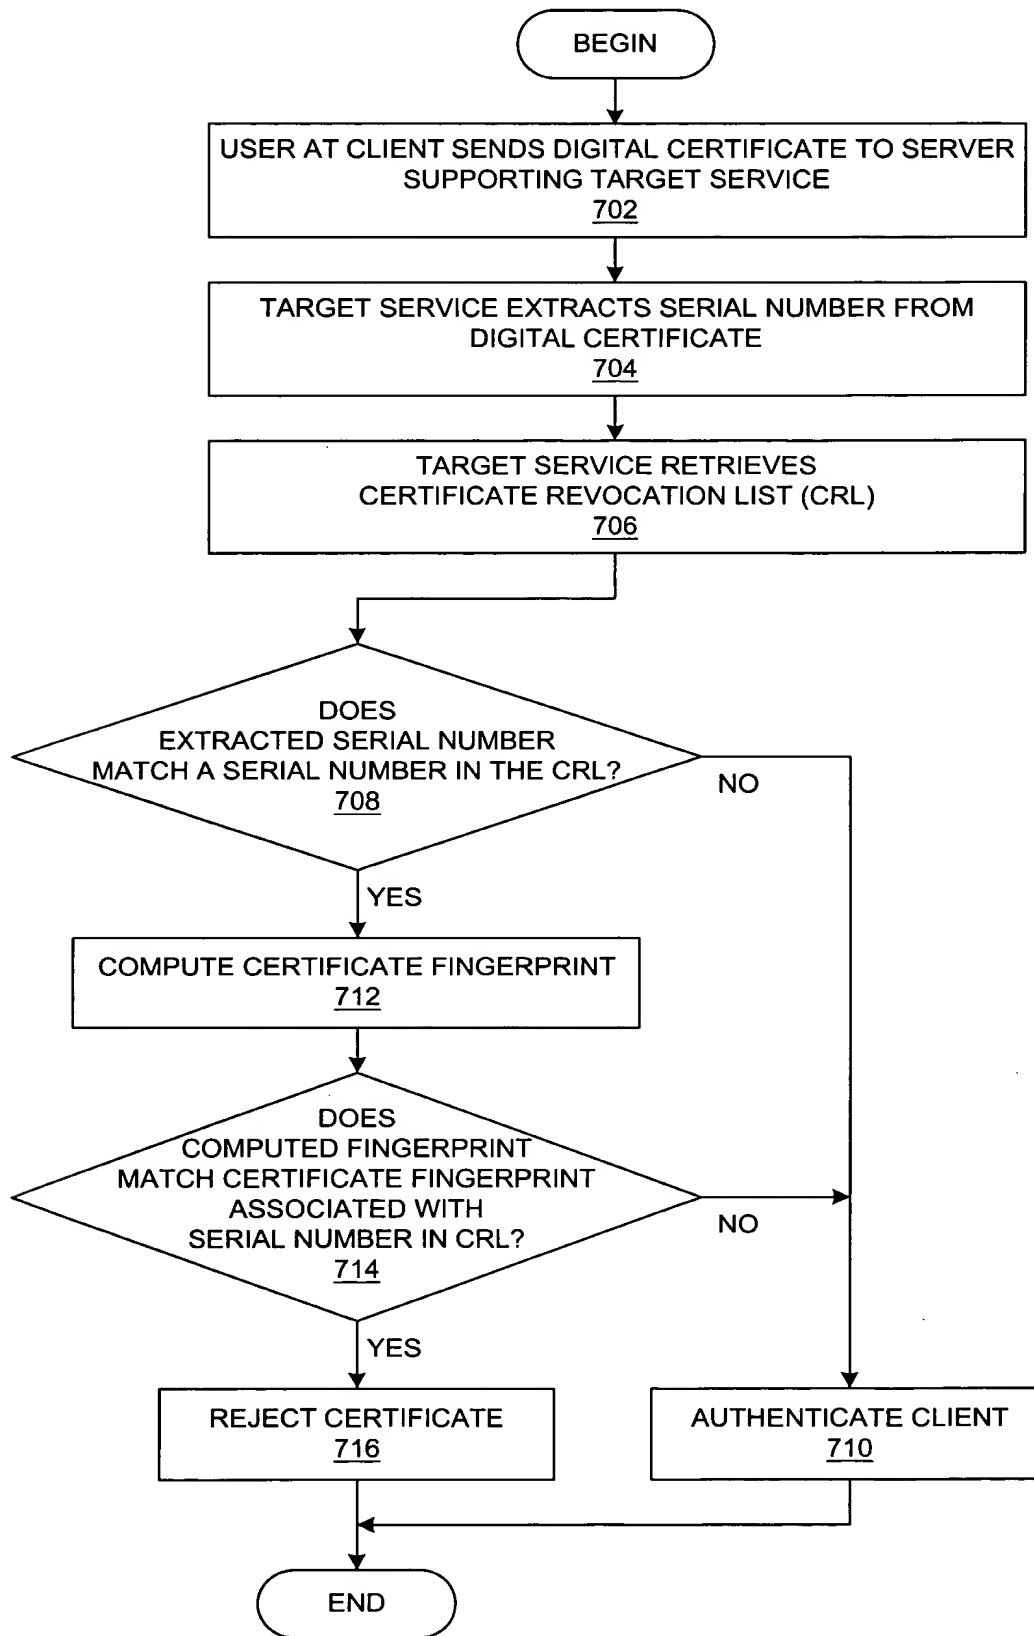 BEGIN
USER AT CLIENT SENDS DIGITAL CERTIFICATE TO SERVER
SUPPORTING TARGET SERVICE
702
TARGET SERVICE EXTRACTS SERIAL NUMBER FROM
DIGITAL CERTIFICATE
704
TARGET SERVICE RETRIEVES
CERTIFICATE REVOCATION LIST (CRL)
706
DOES
EXTRACTED SERIAL NUMBER
MATCH A SERIAL NUMBER IN THE CRL?
708
NO
YES
COMPUTE CERTIFICATE FINGERPRINT
712
DOES
COMPUTED FINGERPRINT
MATCH CERTIFICATE FINGERPRINT
ASSOCIATED WITH
SERIAL NUMBER IN CRL?
714
NO
YES
REJECT CERTIFICATE
716
AUTHENTICATE CLIENT
710
END